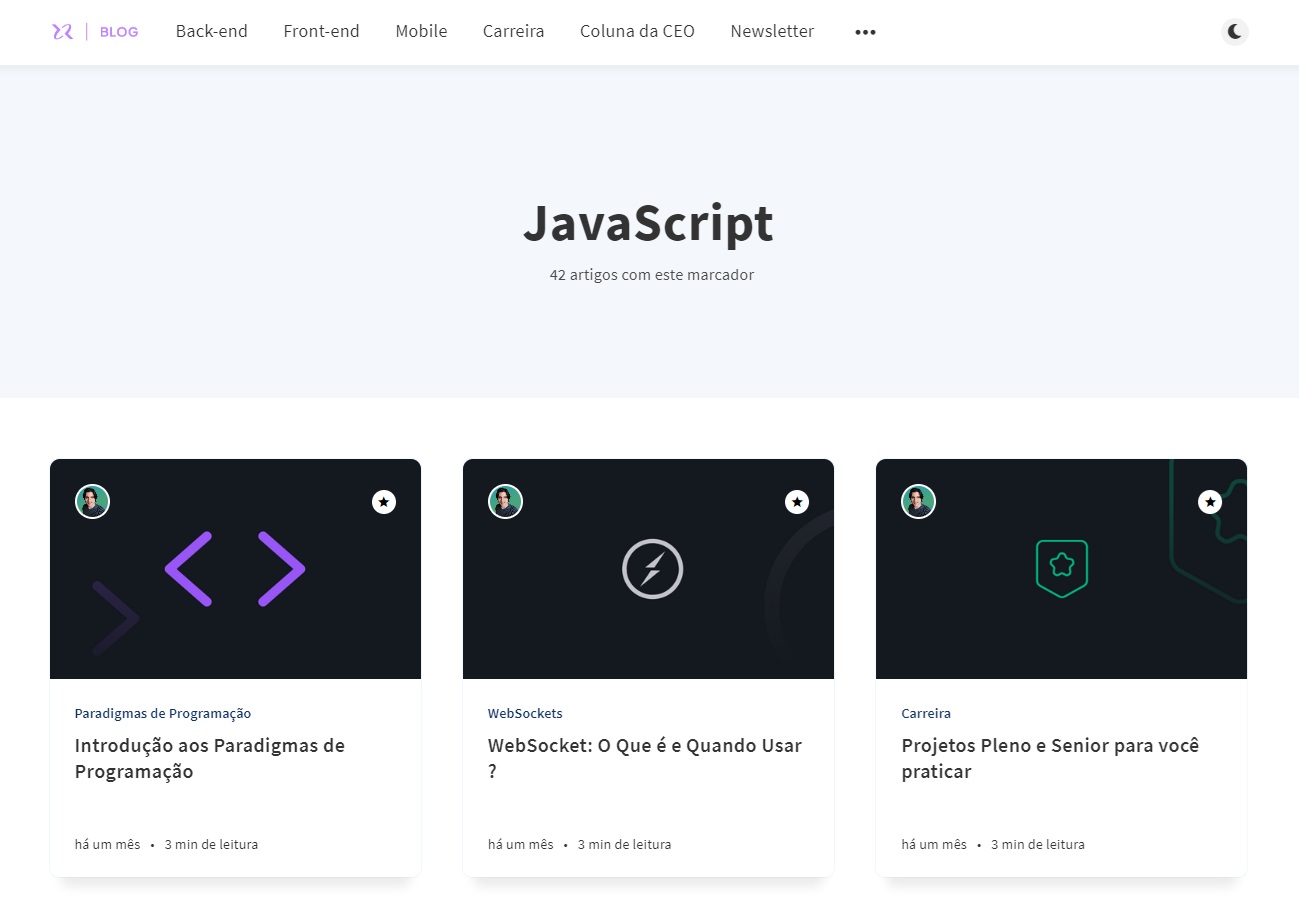 BLOG Back-end Front-end Mobile Carreira Coluna da CEO Newsletter •••
JavaScript
42 artigos com este marcador
Paradigmas de Programação
Introdução aos Paradigmas de
Programação
há um mês • 3 min de leitura
WebSockets
WebSocket: O Que é e Quando Usar
?
há um mês • 3 min de leitura
Carreira
Projetos Pleno e Senior para você
praticar
há um mês • 3 min de leitura